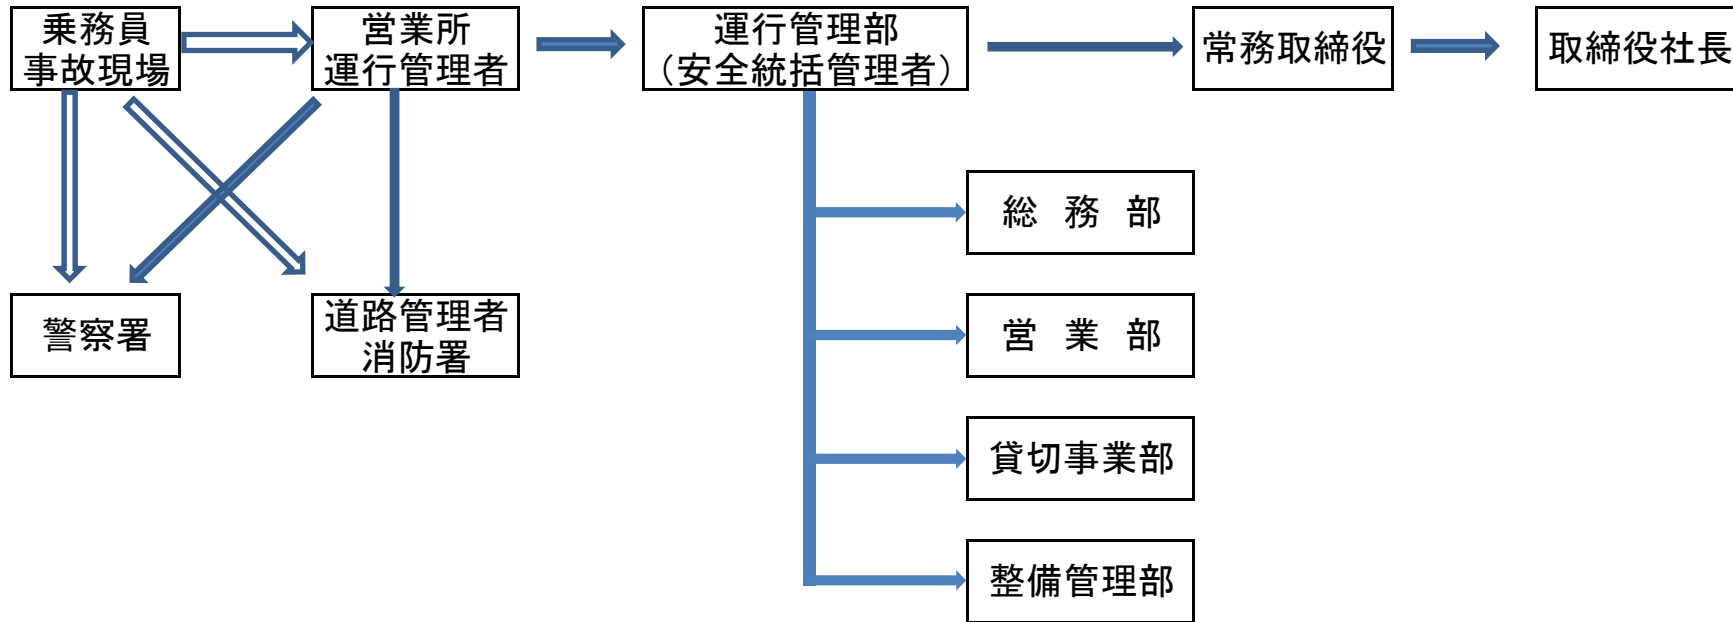 乗務員
事故現場
営業所
運行管理者
運行管理部
（安全統括管理者）
常務取締役
取締役社長
総 務 部
警察署
道路管理者
消防署
営 業 部
貸切事業部
整備管理部